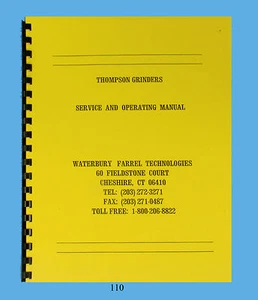 THOMPSON GRINDERS
SERVICE AND OPERATING MANUAL
WATERBURY FARREL TECHNOLOGIES
60 FIELDSTONE COURT
CHESHIRE, CT 06410
TEL: (203) 272-3271
FAX: (203) 271-0487
TOLL FREE: 1-800-206-8822
110